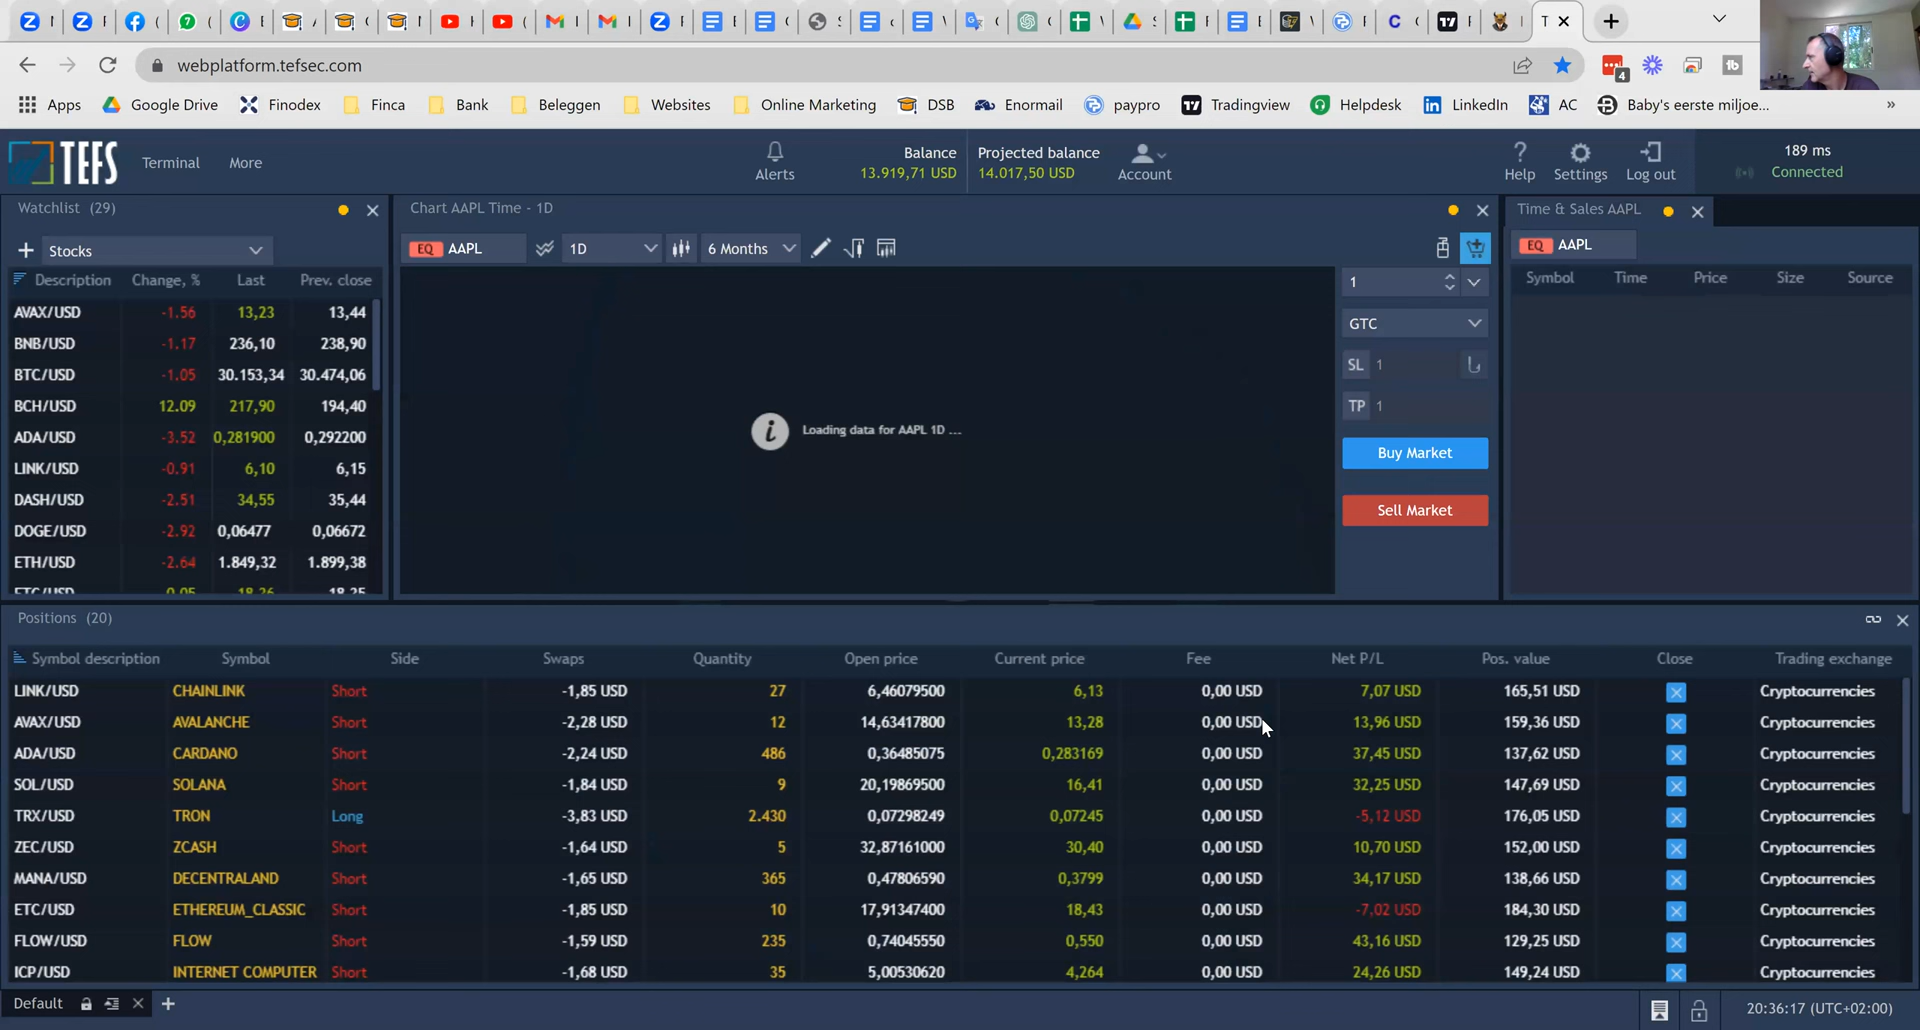 webplatform.tefsec.com
4
Apps Google Drive Finodex Finca Bank Beleggen Websites Online Marketing DSB Enormail paypro Tradingview Helpdesk LinkedIn AC Baby's eerste miljoe... »
TEFS Terminal More Alerts Balance 13.919,71 USD Projected balance 14.017,50 USD Account Help Settings Log out 189 ms Connected
Watchlist (29)
Stocks
Description Change, % Last Prev. close
AVAX/USD -1.56 13,23 13,44
BNB/USD -1.17 236,10 238,90
BTC/USD -1.05 30.153,34 30.474,06
BCH/USD 12.09 217,90 194,40
ADA/USD -3.52 0,281900 0,292200
LINK/USD -0.91 6,10 6,15
DASH/USD -2.51 34,55 35,44
DOGE/USD -2.92 0,06477 0,06672
ETH/USD -2.64 1.849,32 1.899,38
ETC/USD 0.05 18,26 18,25
Chart AAPL Time - 1D
EQ AAPL 1D 6 Months
Loading data for AAPL 1D ...
1
GTC
SL 1
TP 1
Buy Market
Sell Market
Time & Sales AAPL
EQ AAPL
Symbol Time Price Size Source
Positions (20)
Symbol description Symbol Side Swaps Quantity Open price Current price Fee Net P/L Pos. value Close Trading exchange
LINK/USD CHAINLINK Short -1,85 USD 27 6,46079500 6,13 0,00 USD 7,07 USD 165,51 USD Cryptocurrencies
AVAX/USD AVALANCHE Short -2,28 USD 12 14,63417800 13,28 0,00 USD 13,96 USD 159,36 USD Cryptocurrencies
ADA/USD CARDANO Short -2,24 USD 486 0,36485075 0,283169 0,00 USD 37,45 USD 137,62 USD Cryptocurrencies
SOL/USD SOLANA Short -1,84 USD 9 20,19869500 16,41 0,00 USD 32,25 USD 147,69 USD Cryptocurrencies
TRX/USD TRON Long -3,83 USD 2.430 0,07298249 0,07245 0,00 USD -5,12 USD 176,05 USD Cryptocurrencies
ZEC/USD ZCASH Short -1,64 USD 5 32,87161000 30,40 0,00 USD 10,70 USD 152,00 USD Cryptocurrencies
MANA/USD DECENTRALAND Short -1,65 USD 365 0,47806590 0,3799 0,00 USD 34,17 USD 138,66 USD Cryptocurrencies
ETC/USD ETHEREUM_CLASSIC Short -1,85 USD 10 17,91347400 18,43 0,00 USD -7,02 USD 184,30 USD Cryptocurrencies
FLOW/USD FLOW Short -1,59 USD 235 0,74045550 0,550 0,00 USD 43,16 USD 129,25 USD Cryptocurrencies
ICP/USD INTERNET COMPUTER Short -1,68 USD 35 5,00530620 4,264 0,00 USD 24,26 USD 149,24 USD Cryptocurrencies
Default 20:36:17 (UTC+02:00)